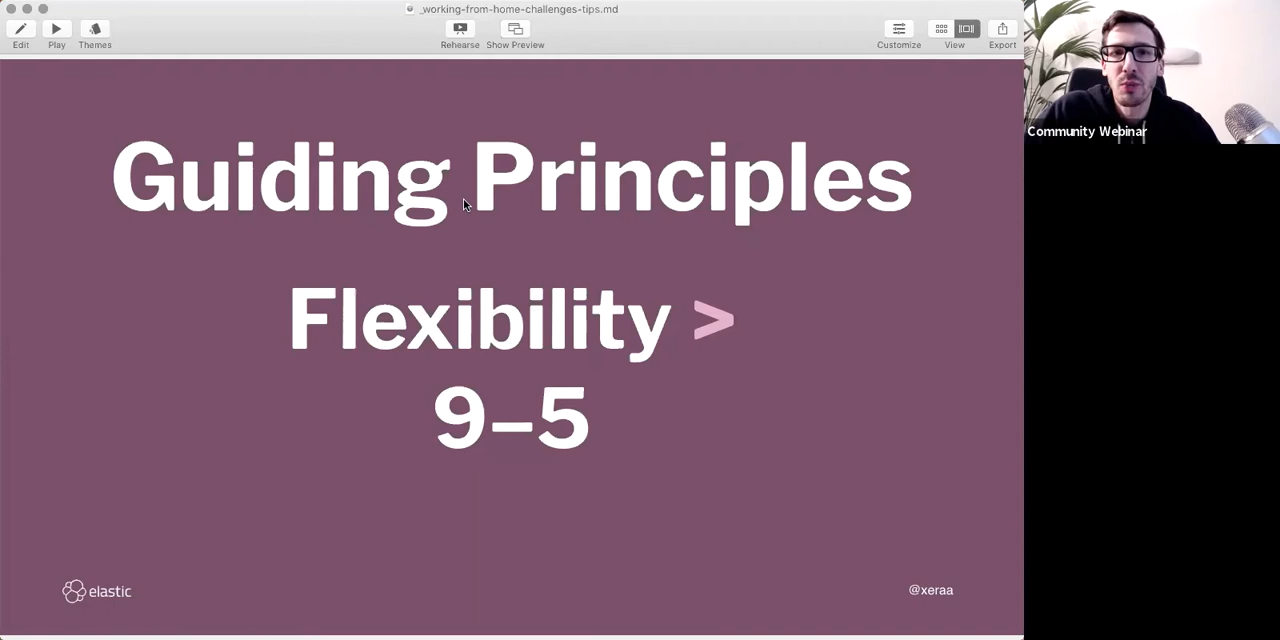 _working-from-home-challenges-tips.md
Edit
Play
Themes
Rehearse
Show Preview
Customize
View
Export
Community Webinar
Guiding Principles
Flexibility >
9–5
elastic
@xeraa